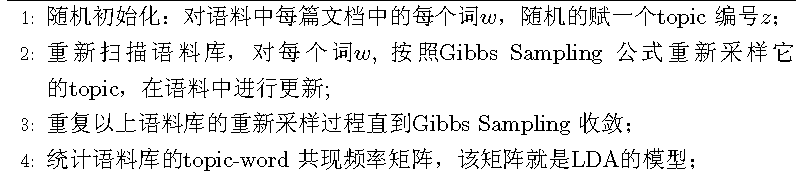 1: 随机初始化：对语料中每篇文档中的每个词w，随机的赋一个topic 编号z；
2: 重新扫描语料库，对每个词w, 按照Gibbs Sampling 公式重新采样它
的topic，在语料中进行更新;
3: 重复以上语料库的重新采样过程直到Gibbs Sampling 收敛；
4: 统计语料库的topic-word 共现频率矩阵，该矩阵就是LDA的模型；